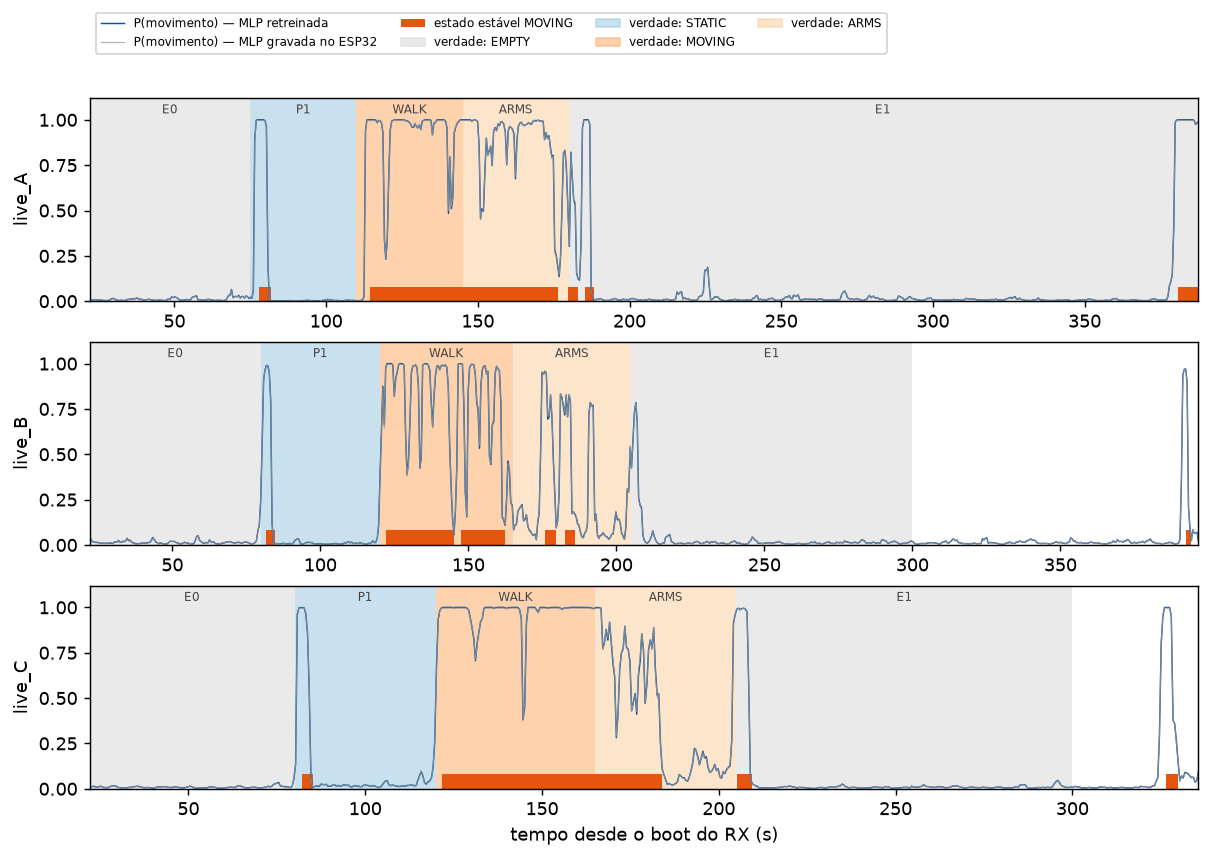 P(movimento) — MLP retreinada
P(movimento) — MLP gravada no ESP32
estado estável MOVING
verdade: EMPTY
verdade: STATIC
verdade: MOVING
verdade: ARMS
E0 P1 WALK ARMS E1
1.00
0.75
0.50
0.25
0.00
live_A
50 100 150 200 250 300 350
E0 P1 WALK ARMS E1
1.00
0.75
0.50
0.25
0.00
live_B
50 100 150 200 250 300 350
E0 P1 WALK ARMS E1
1.00
0.75
0.50
0.25
0.00
live_C
50 100 150 200 250 300
tempo desde o boot do RX (s)